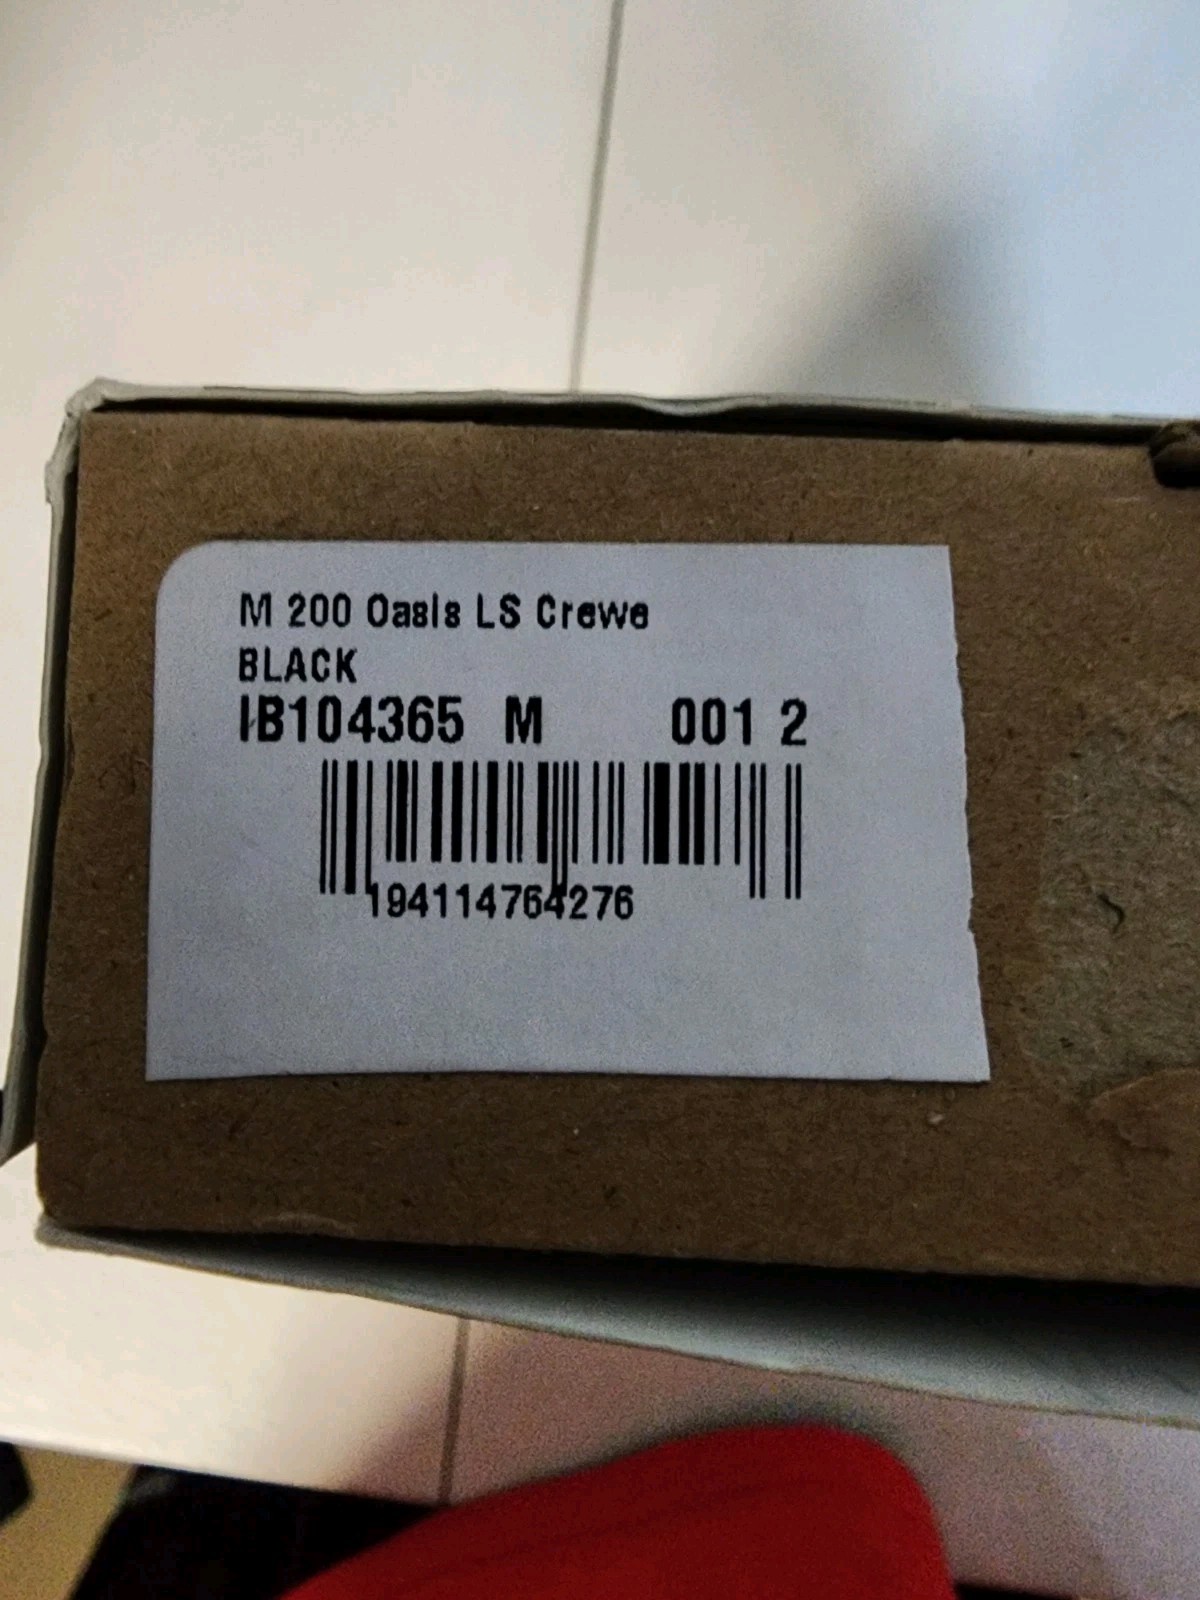 M 200 Oasis LS Crewe
BLACK
IB104365 M 001 2
194114764276